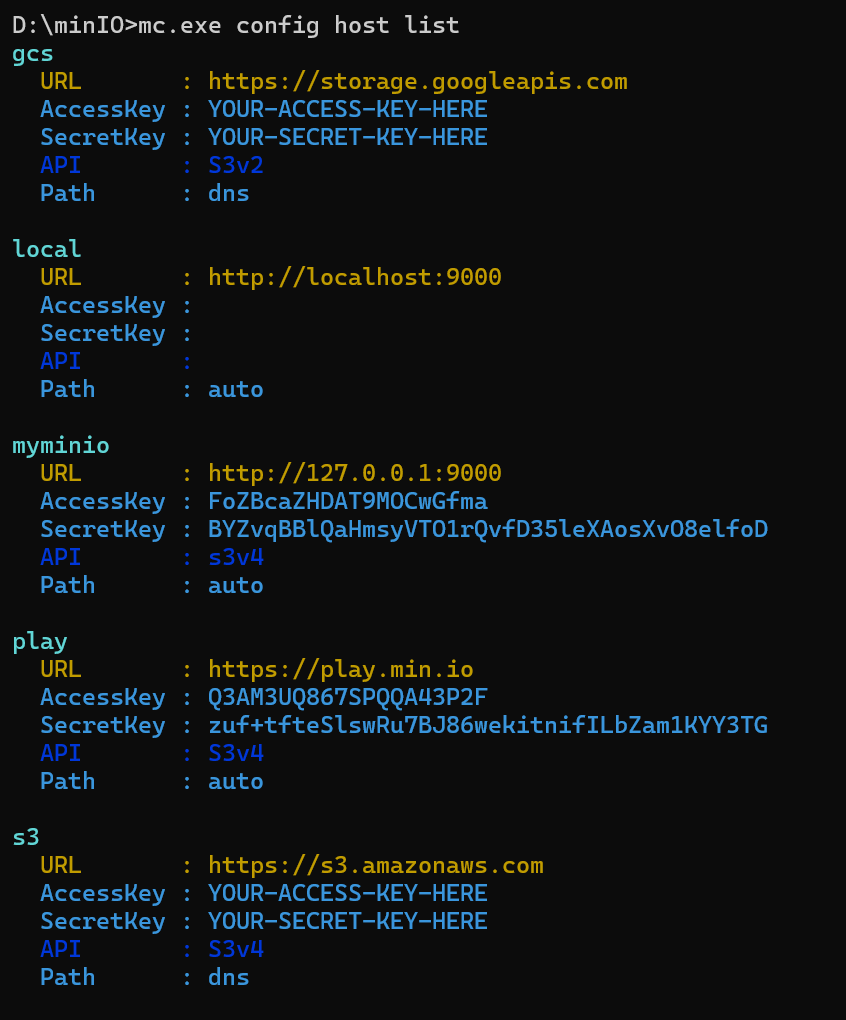 D:\minIO>mc.exe config host list
gcs
  URL       : https://storage.googleapis.com
  AccessKey : YOUR-ACCESS-KEY-HERE
  SecretKey : YOUR-SECRET-KEY-HERE
  API       : S3v2
  Path      : dns

local
  URL       : http://localhost:9000
  AccessKey :
  SecretKey :
  API       :
  Path      : auto

myminio
  URL       : http://127.0.0.1:9000
  AccessKey : FoZBcaZHDAT9MOCwGfma
  SecretKey : BYZvqBBlQaHmsyVTO1rQvfD35leXAosXvO8elfoD
  API       : s3v4
  Path      : auto

play
  URL       : https://play.min.io
  AccessKey : Q3AM3UQ867SPQQA43P2F
  SecretKey : zuf+tfteSlswRu7BJ86wekitnifILbZam1KYY3TG
  API       : S3v4
  Path      : auto

s3
  URL       : https://s3.amazonaws.com
  AccessKey : YOUR-ACCESS-KEY-HERE
  SecretKey : YOUR-SECRET-KEY-HERE
  API       : S3v4
  Path      : dns